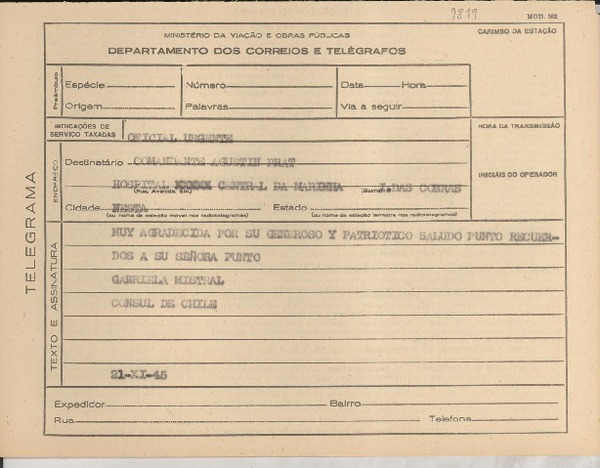 9819
MOD. 561
MINISTÉRIO DA VIAÇÃO E OBRAS PÚBLICAS
CARIMBO DA ESTAÇÃO
DEPARTAMENTO DOS CORREIOS E TELÉGRAFOS
Preâmbulo
Espécie Número Data Hora
Origem Palavras Via a seguir
INDICAÇÕES DE SERVIÇO TAXADAS
OFICIAL URGENTE
HORA DA TRANSMISSÃO
ENDEREÇO
Destinatário COMANDANTE AGUSTIN PRAT
INICIAIS DO OPERADOR
HOSPITAL XXXXX CENTRAL DA MARINHA I.DAS COBRAS
(Rua, Avenida, Etc.) (Bairro)
Cidade NESTA Estado
(ou nome da estação móvel nos radiotelegramas) (ou nome da estação terrestre nos radiotelegramas)
TELEGRAMA
TEXTO E ASSINATURA
MUY AGRADECIDA POR SU GENEROSO Y PATRIOTICO SALUDO PUNTO RECUER-
DOS A SU SEÑORA PUNTO
GABRIELA MISTRAL
CONSUL DE CHILE
21-XI-45
Expedidor Bairro
Rua Telefone